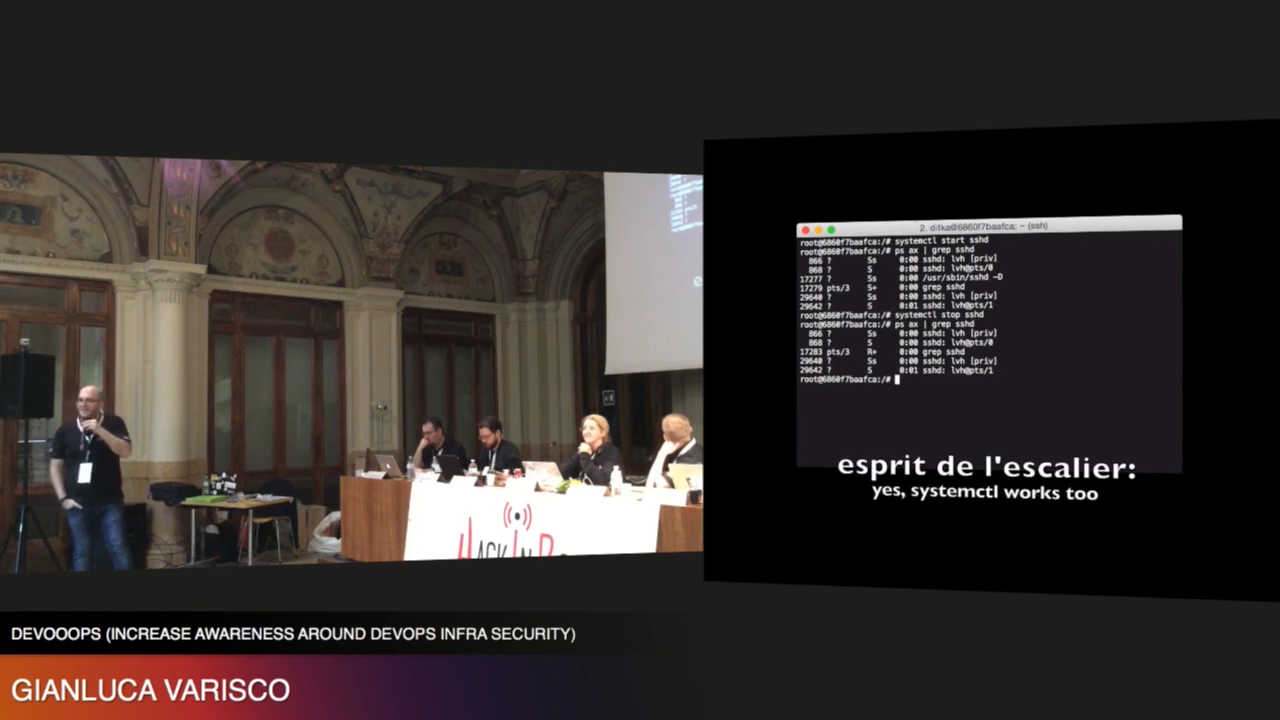 2. ditka@6860f7baafca: ~ (ssh)
root@6860f7baafca:/# systemctl start sshd
root@6860f7baafca:/# ps ax | grep sshd
866 ? Ss 0:00 sshd: lvh [priv]
868 ? S 0:00 sshd: lvh@pts/0
17277 ? Ss 0:00 /usr/sbin/sshd -D
17279 pts/3 S+ 0:00 grep sshd
29640 ? Ss 0:00 sshd: lvh [priv]
29642 ? S 0:01 sshd: lvh@pts/1
root@6860f7baafca:/# systemctl stop sshd
root@6860f7baafca:/# ps ax | grep sshd
866 ? Ss 0:00 sshd: lvh [priv]
868 ? S 0:00 sshd: lvh@pts/0
17283 pts/3 R+ 0:00 grep sshd
29640 ? Ss 0:00 sshd: lvh [priv]
29642 ? S 0:01 sshd: lvh@pts/1
root@6860f7baafca:/#
esprit de l'escalier:
yes, systemctl works too
HACK IN B
DEVOOOPS (INCREASE AWARENESS AROUND DEVOPS INFRA SECURITY)
GIANLUCA VARISCO